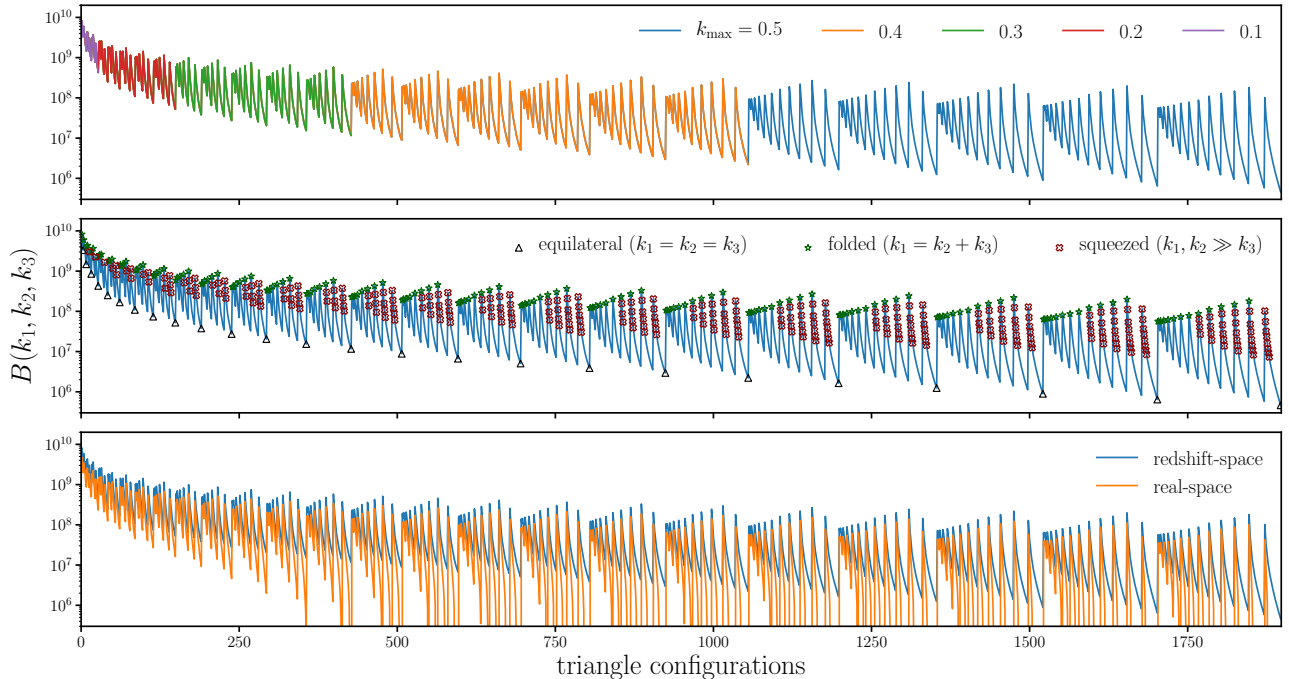 10^10
10^9
10^8
10^7
10^6
k_max = 0.5 0.4 0.3 0.2 0.1
B(k_1, k_2, k_3)
10^10
10^9
10^8
10^7
10^6
equilateral (k_1 = k_2 = k_3) folded (k_1 = k_2 + k_3) squeezed (k_1, k_2 ≫ k_3)
10^10
10^9
10^8
10^7
10^6
redshift-space
real-space
0 250 500 750 1000 1250 1500 1750
triangle configurations